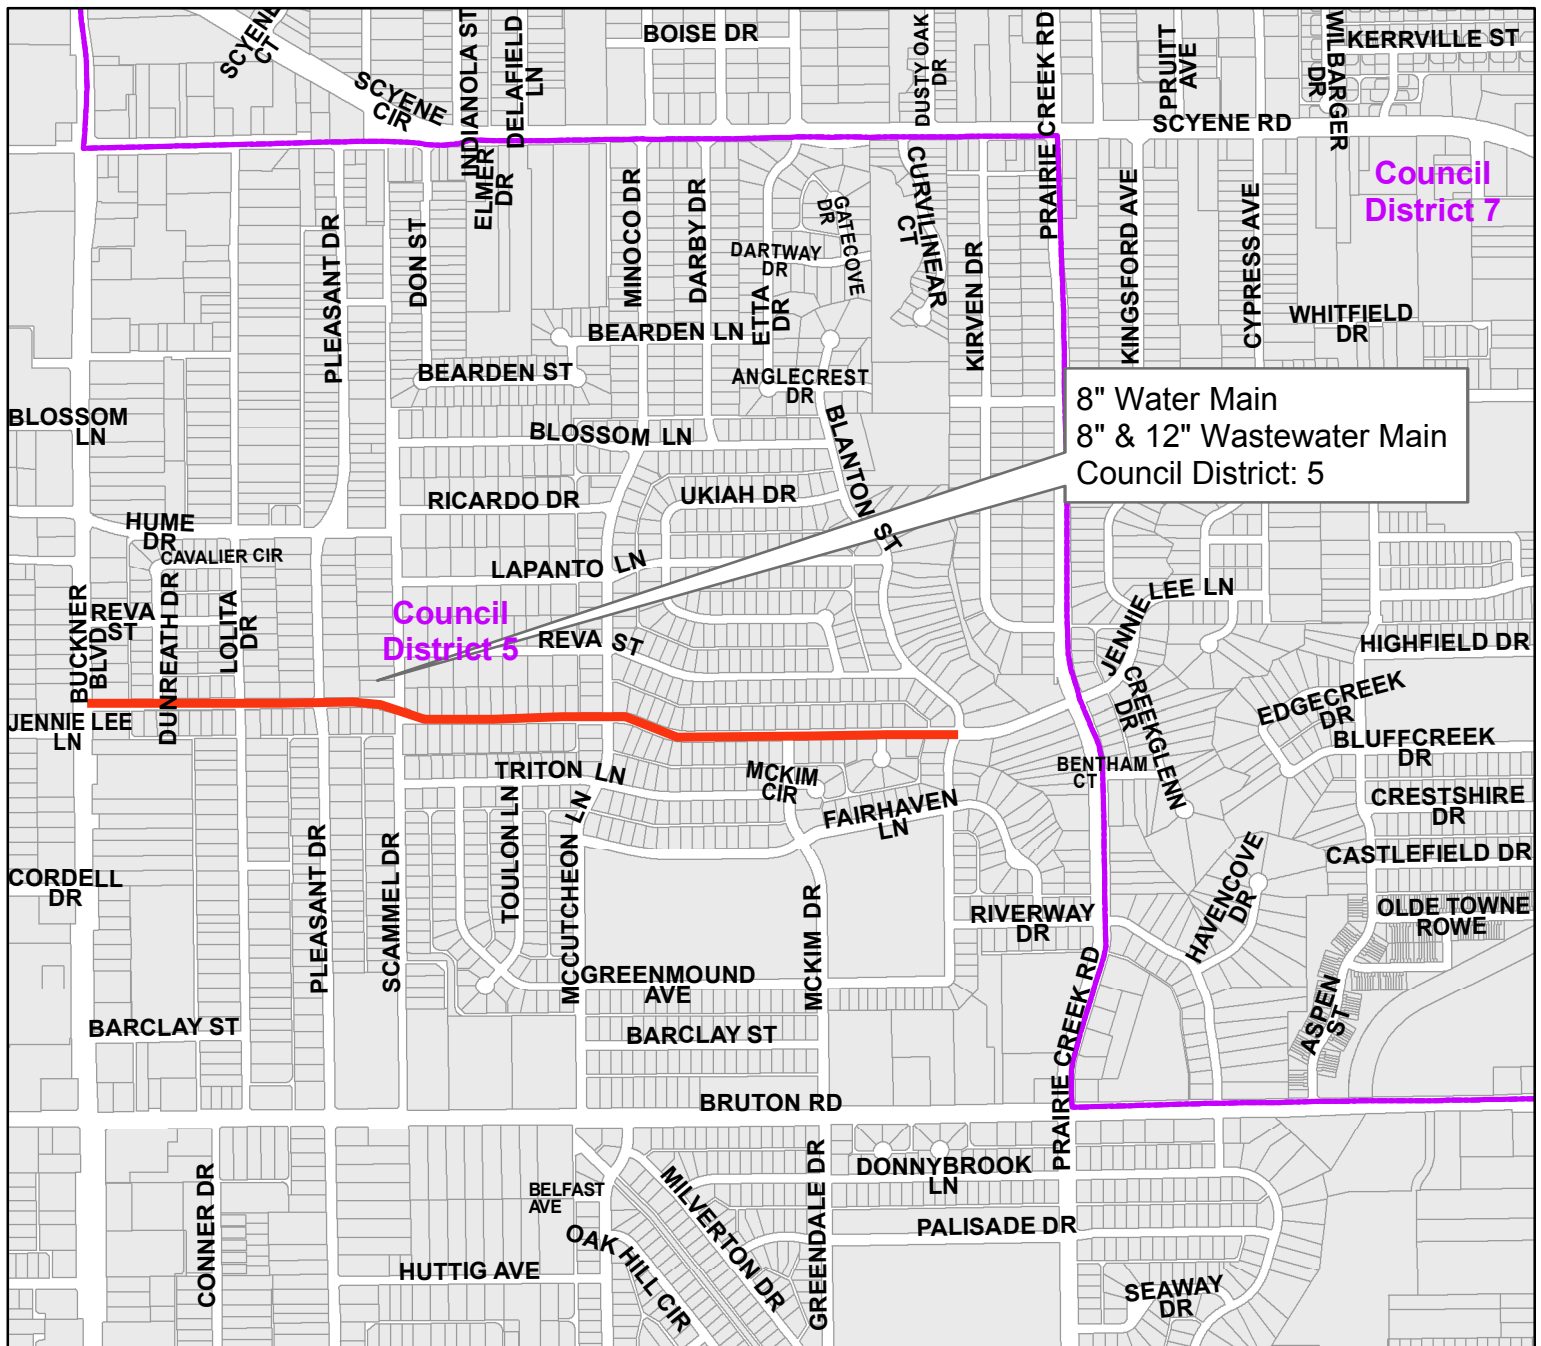 SCYENE
CT
INDIANOLA ST
DELAFIELD
LN
BOISE DR
DUSTY OAK
DR
PRAIRIE CREEK RD
PRUITT
AVE
WILBARGER
DR
KERRVILLE ST
SCYENE
CIR
SCYENE RD
ELMER
DR
PLEASANT DR
DON ST
MINOCO DR
DARBY DR
GATECOVE
DR
CURVILINEAR
CT
DARTWAY
DR
ETTA
DR
KIRVEN DR
KINGSFORD AVE
CYPRESS AVE
Council
District 7
WHITFIELD
DR
BEARDEN LN
BEARDEN ST
ANGLECREST
DR
8" Water Main
8" & 12" Wastewater Main
Council District: 5
BLOSSOM
LN
BLOSSOM LN
BLANTON ST
RICARDO DR
UKIAH DR
HUME
DR
CAVALIER CIR
LAPANTO LN
BUCKNER
BLVD
REVA
ST
DUNREATH DR
LOLITA
DR
Council
District 5
REVA ST
JENNIE LEE LN
HIGHFIELD DR
CREEKGLENN
DR
EDGECREEK
DR
JENNIE LEE
LN
BLUFFCREEK
DR
BENTHAM
CT
TRITON LN
MCKIM
CIR
FAIRHAVEN
LN
CRESTSHIRE
DR
TOULON LN
MCCUTCHEON LN
PLEASANT DR
SCAMMEL DR
CASTLEFIELD DR
CORDELL
DR
HAVENCOVE
DR
MCKIM DR
RIVERWAY
DR
OLDE TOWNE
ROWE
GREENMOUND
AVE
PRAIRIE CREEK RD
ASPEN
ST
BARCLAY ST
BARCLAY ST
BRUTON RD
PRAIRIE
CONNER DR
BELFAST
AVE
MILVERTON DR
GREENDALE DR
DONNYBROOK
LN
PALISADE DR
OAK HILL CIR
HUTTIG AVE
SEAWAY
DR